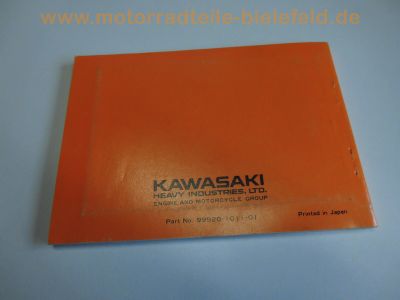 www.motorradteile-bielefeld.de
KAWASAKI
HEAVY INDUSTRIES, LTD.
ENGINE AND MOTORCYCLE GROUP
Part No. 99920-1011-01
Printed in Japan